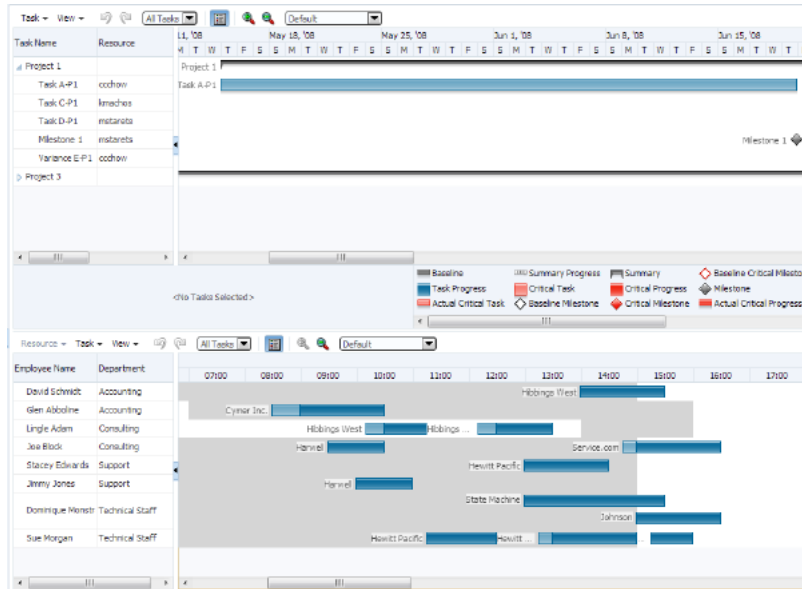 Task View All Tasks Default
Task Name Resource
11, '08 May 18, '08 May 25, '08 Jun 1, '08 Jun 8, '08 Jun 15, '08
M T W T F S S M T W T F S S M T W T F S S M T W T F S S M T W T F S S M T W T
Project 1 Project 1
Task A-P1 ccchow Task A-P1
Task C-P1 kmachos
Task D-P1 mstarets
Milestone 1 mstarets Milestone 1
Variance E-P1 ccchow
Project 3
Baseline Summary Progress Summary Baseline Critical Milesto
<No Tasks Selected> Task Progress Critical Task Critical Progress Milestone
Actual Critical Task Baseline Milestone Critical Milestone Actual Critical Progress
Resource Task View All Tasks Default
Employee Name Department
07:00 08:00 09:00 10:00 11:00 12:00 13:00 14:00 15:00 16:00 17:00
David Schmidt Accounting Hibbings West
Glen Abboline Accounting Cymer Inc.
Lingle Adam Consulting Hibbings West Hibbings ...
Joe Block Consulting Harwel Service.com
Stacey Edwards Support Hewitt Pacific
Jimmy Jones Support Harwel
Dominique Monstr Technical Staff State Machine
Johnson
Sue Morgan Technical Staff Hewitt Pacific Hewitt ... ...